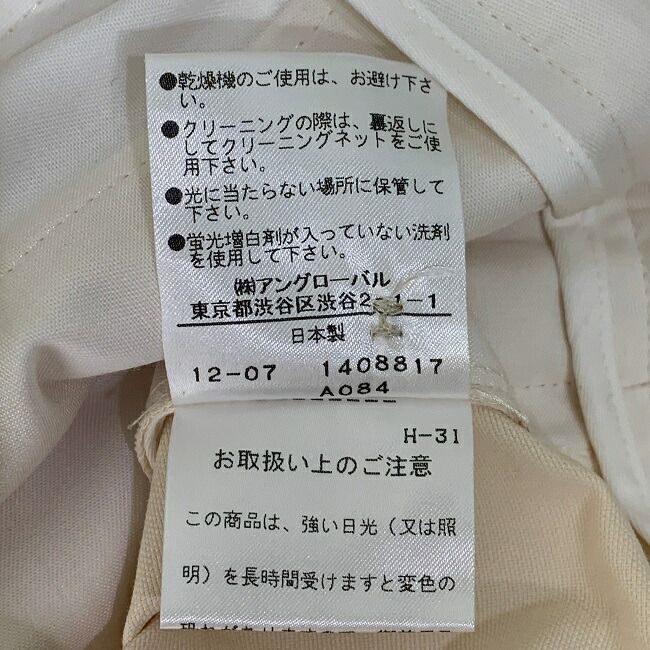 ●乾燥機のご使用は、お避け下さ
い。
●クリーニングの際は、裏返しに
してクリーニングネットをご使
用下さい。
●光に当たらない場所に保管して
下さい。
●蛍光増白剤が入っていない洗剤
を使用して下さい。
㈱アングローバル
東京都渋谷区渋谷2-1-1
日本製
12-07 1408817
A084
H-31
お取扱い上のご注意
この商品は、強い日光（又は照
明）を長時間受けますと変色の